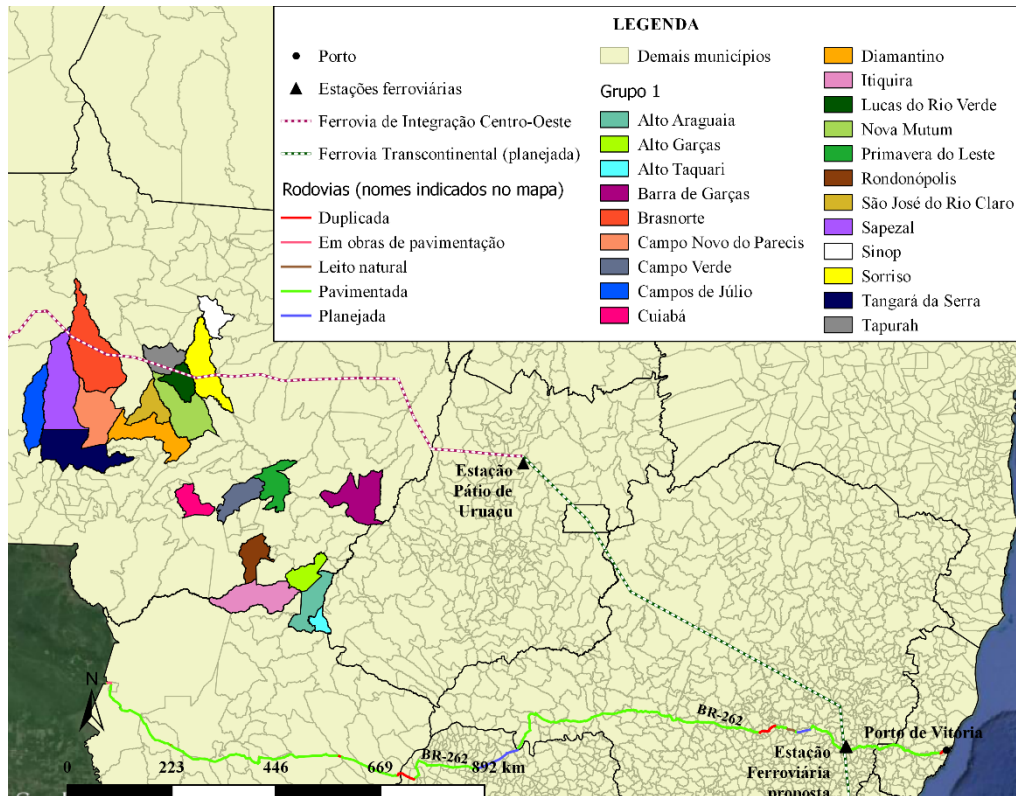 LEGENDA
Porto
Estações ferroviárias
Ferrovia de Integração Centro-Oeste
Ferrovia Transcontinental (planejada)
Rodovias (nomes indicados no mapa)
Duplicada
Em obras de pavimentação
Leito natural
Pavimentada
Planejada
Demais municípios
Grupo 1
Alto Araguaia
Alto Garças
Alto Taquari
Barra de Garças
Brasnorte
Campo Novo do Parecis
Campo Verde
Campos de Júlio
Cuiabá
Diamantino
Itiquira
Lucas do Rio Verde
Nova Mutum
Primavera do Leste
Rondonópolis
São José do Rio Claro
Sapezal
Sinop
Sorriso
Tangará da Serra
Tapurah
Estação
Pátio de
Uruaçu
N
BR-262
BR-262
Porto de Vitória
Estação
Ferroviária
proposta
0 223 446 669 892 km